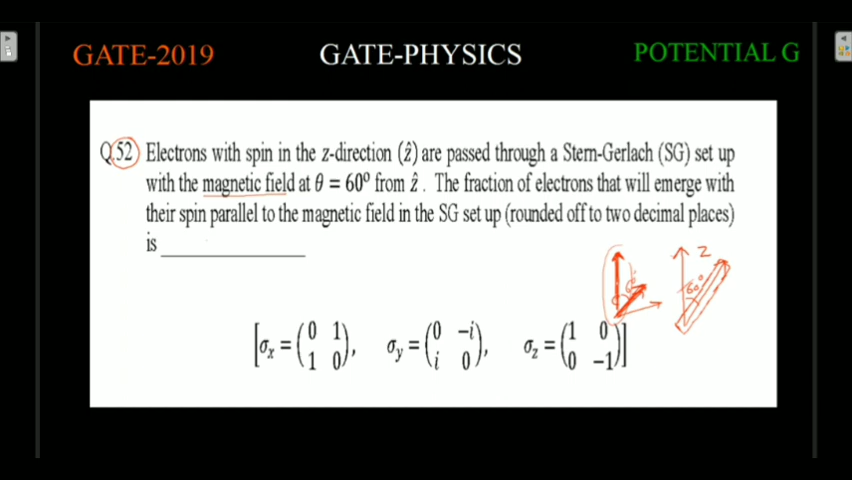 GATE-2019 GATE-PHYSICS POTENTIAL G
Q.52 Electrons with spin in the z-direction (ẑ) are passed through a Stern-Gerlach (SG) set up
with the magnetic field at θ = 60⁰ from ẑ . The fraction of electrons that will emerge with
their spin parallel to the magnetic field in the SG set up (rounded off to two decimal places)
is ____________
z
60°
[σx = (0 1; 1 0), σy = (0 −i; i 0), σz = (1 0; 0 −1)]